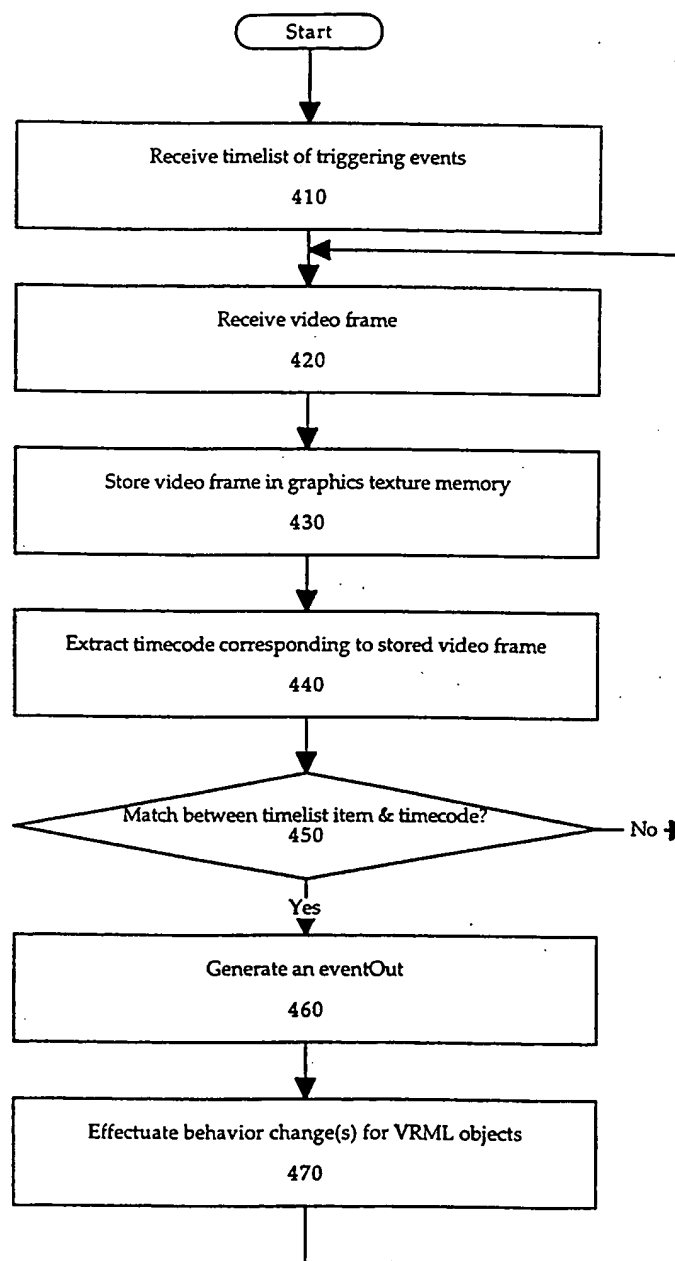 Start
Receive timelist of triggering events
410
Receive video frame
420
Store video frame in graphics texture memory
430
Extract timecode corresponding to stored video frame
440
Match between timelist item & timecode?
450
No
Yes
Generate an eventOut
460
Effectuate behavior change(s) for VRML objects
470